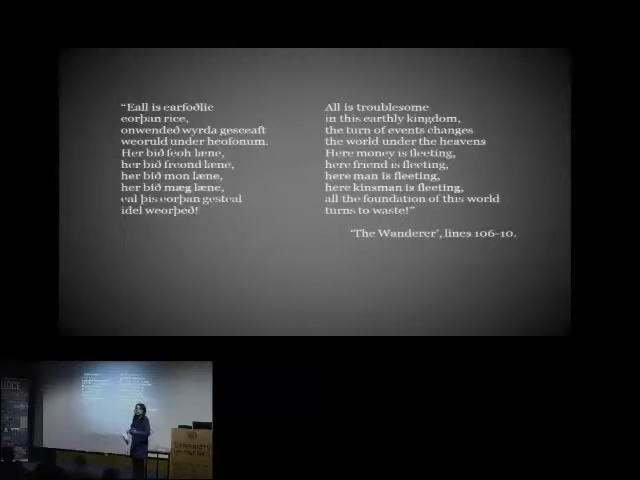 “Eall is earfoðlic
eorþan rice,
onwendeð wyrda gesceaft
weoruld under heofonum.
Her bið feoh læne,
her bið freond læne,
her bið mon læne,
her bið mæg læne,
eal þis eorþan gesteal
idel weorþeð!
All is troublesome
in this earthly kingdom,
the turn of events changes
the world under the heavens
Here money is fleeting,
here friend is fleeting,
here man is fleeting,
here kinsman is fleeting,
all the foundation of this world
turns to waste!”
‘The Wanderer’, lines 106-10.